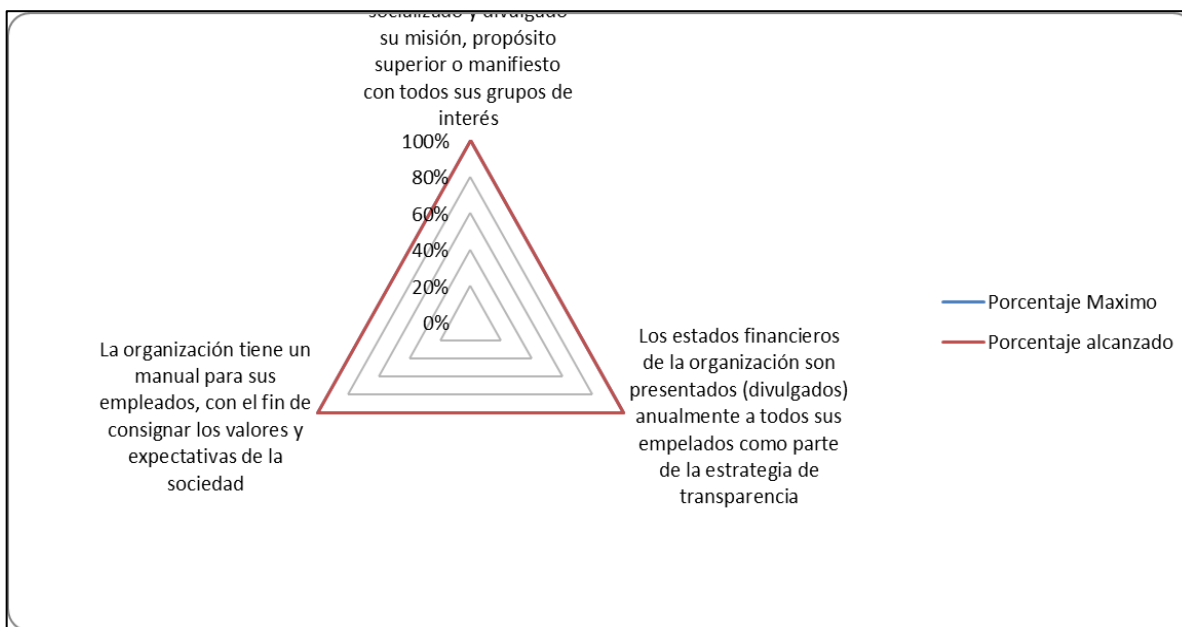 socializado y divulgado
su misión, propósito
superior o manifiesto
con todos sus grupos de
interés
100%
80%
60%
40%
20%
0%
La organización tiene un
manual para sus
empleados, con el fin de
consignar los valores y
expectativas de la
sociedad
Los estados financieros
de la organización son
presentados (divulgados)
anualmente a todos sus
empelados como parte
de la estrategia de
transparencia
Porcentaje Maximo
Porcentaje alcanzado